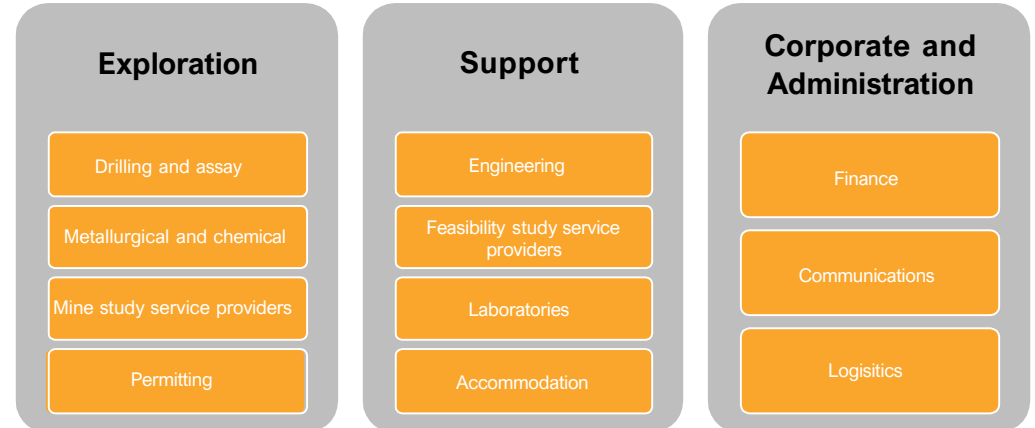 Exploration
Drilling and assay
Metallurgical and chemical
Mine study service providers
Permitting
Support
Engineering
Feasibility study service
providers
Laboratories
Accommodation
Corporate and
Administration
Finance
Communications
Logisitics